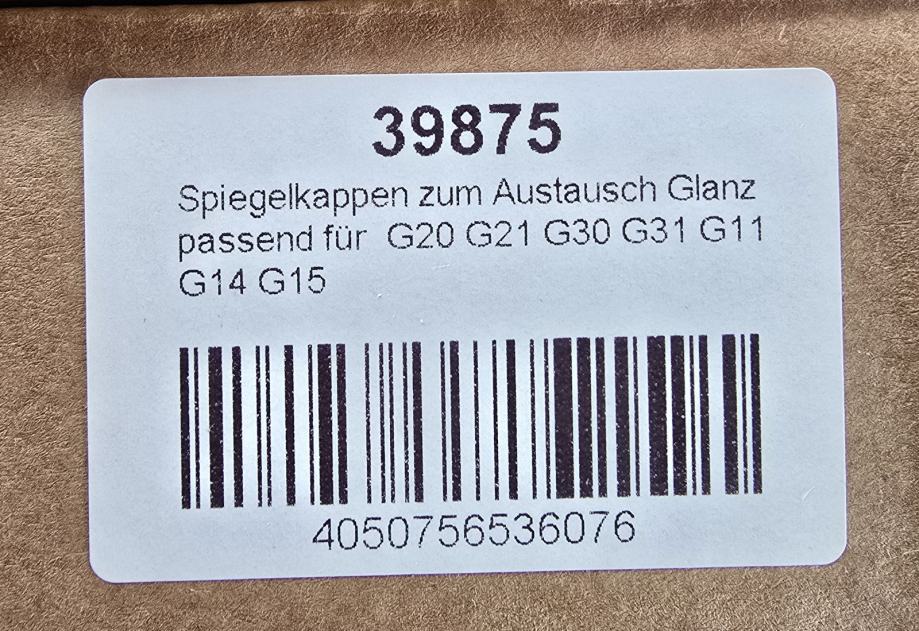 39875
Spiegelkappen zum Austausch Glanz
passend für G20 G21 G30 G31 G11
G14 G15
4050756536076